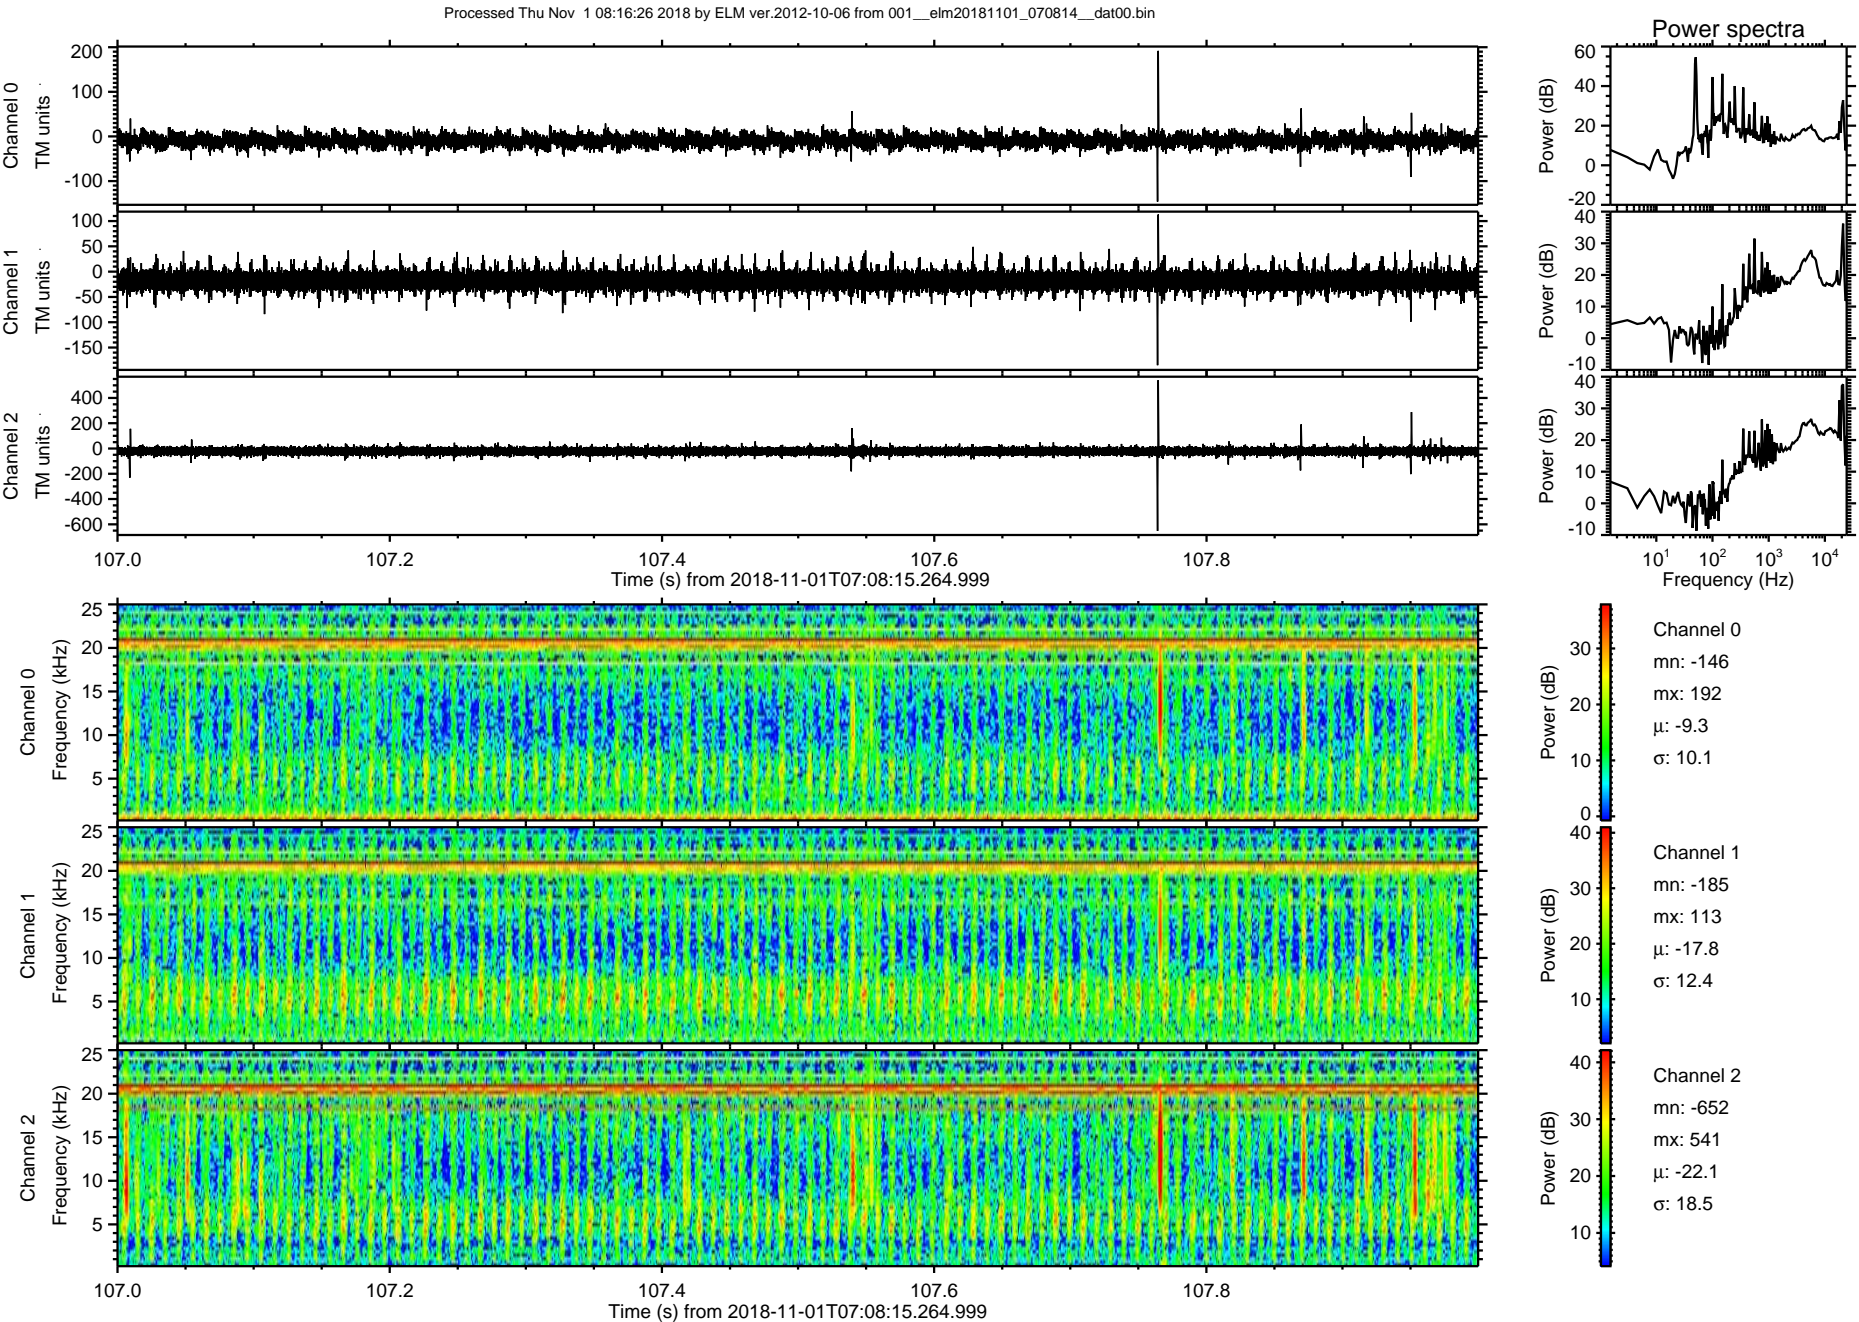 Processed Thu Nov 1 08:16:26 2018 by ELM ver.2012-10-06 from 001__elm20181101_070814__dat00.bin
Power spectra
Channel 0
TM units
200
100
0
-100
Power (dB)
60
40
20
0
-20
Channel 1
TM units
100
50
0
-50
-100
-150
Power (dB)
40
30
20
10
0
-10
Channel 2
TM units
400
200
0
-200
-400
-600
Power (dB)
40
30
20
10
0
-10
107.0 107.2 107.4 107.6 107.8
Time (s) from 2018-11-01T07:08:15.264.999
10¹ 10² 10³ 10⁴
Frequency (Hz)
Channel 0
Frequency (kHz)
25
20
15
10
5
Power (dB)
30
20
10
0
Channel 0
mn: -146
mx: 192
μ: -9.3
σ: 10.1
Channel 1
Frequency (kHz)
25
20
15
10
5
Power (dB)
40
30
20
10
Channel 1
mn: -185
mx: 113
μ: -17.8
σ: 12.4
Channel 2
Frequency (kHz)
25
20
15
10
5
Power (dB)
40
30
20
10
Channel 2
mn: -652
mx: 541
μ: -22.1
σ: 18.5
107.0 107.2 107.4 107.6 107.8
Time (s) from 2018-11-01T07:08:15.264.999